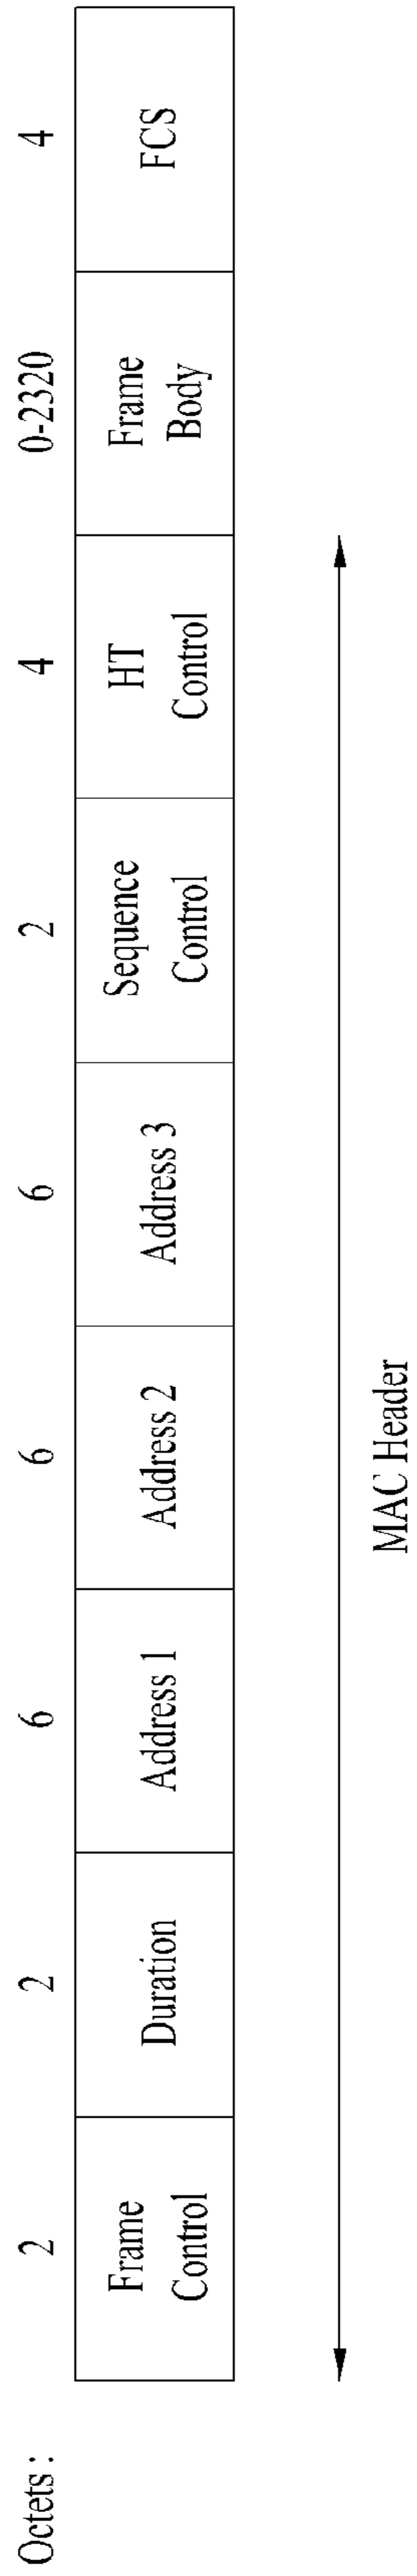 Octets : 2 2 6 6 6 2 4 0-2320 4
Frame
Control
Duration
Address 1
Address 2
Address 3
Sequence
Control
HT
Control
Frame
Body
FCS
MAC Header